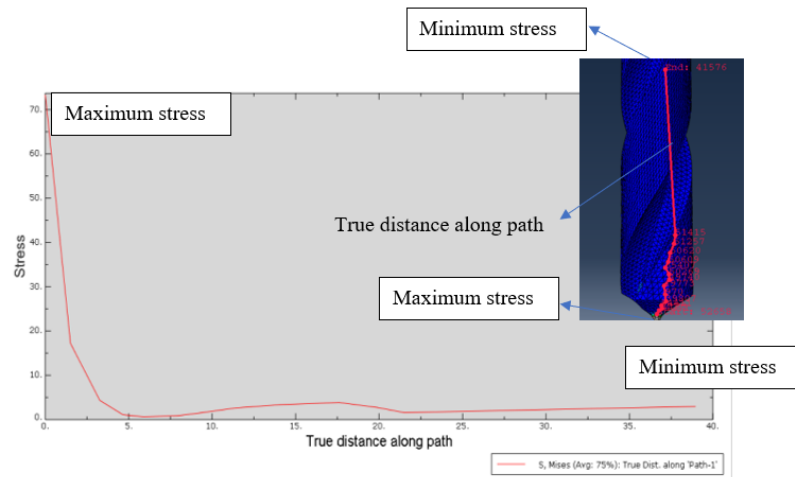 Minimum stress
End: 41576
Maximum stress
70.
60.
50.
40.
30.
20.
10.
0.
Stress
True distance along path
51415
Maximum stress
Minimum stress
0. 5. 10. 15. 20. 25. 30. 35. 40.
True distance along path
S, Mises (Avg: 75%): True Dist. along 'Path-1'